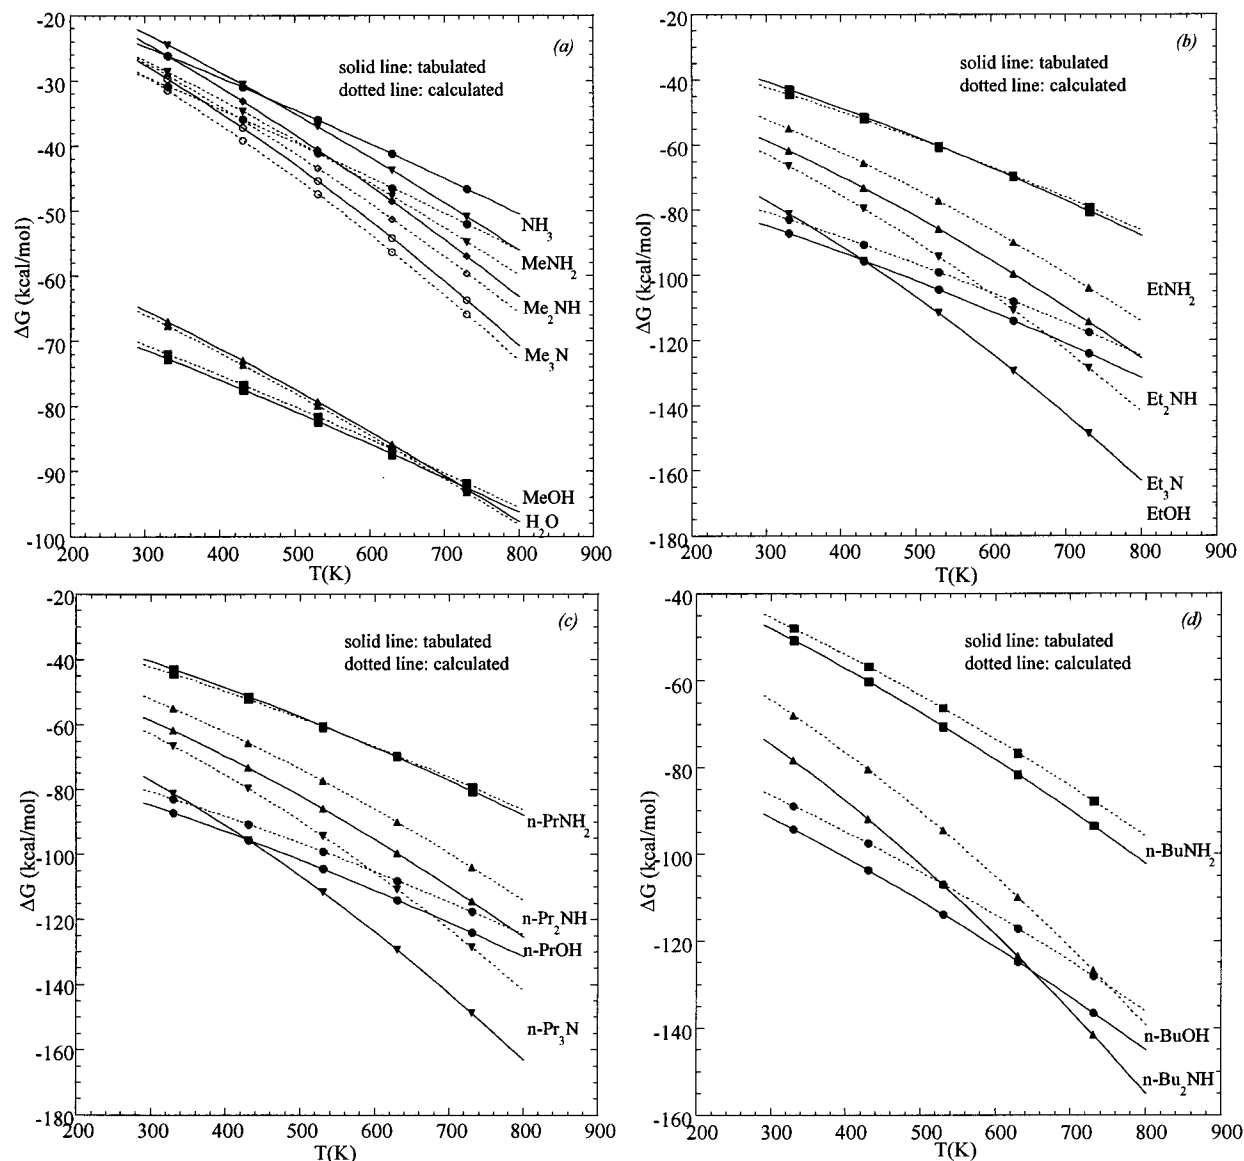 (a)
solid line: tabulated
dotted line: calculated
-20
-30
-40
-50
-60
-70
-80
-90
-100
ΔG (kcal/mol)
NH3
MeNH2
Me2NH
Me3N
MeOH
H2O
200 300 400 500 600 700 800 900
T(K)
(b)
solid line: tabulated
dotted line: calculated
-20
-40
-60
-80
-100
-120
-140
-160
-180
ΔG (kcal/mol)
EtNH2
Et2NH
Et3N
EtOH
200 300 400 500 600 700 800 900
T(K)
(c)
solid line: tabulated
dotted line: calculated
-20
-40
-60
-80
-100
-120
-140
-160
-180
ΔG (kcal/mol)
n-PrNH2
n-Pr2NH
n-PrOH
n-Pr3N
200 300 400 500 600 700 800 900
T(K)
(d)
solid line: tabulated
dotted line: calculated
-40
-60
-80
-100
-120
-140
-160
ΔG (kcal/mol)
n-BuNH2
n-BuOH
n-Bu2NH
200 300 400 500 600 700 800 900
T(K)